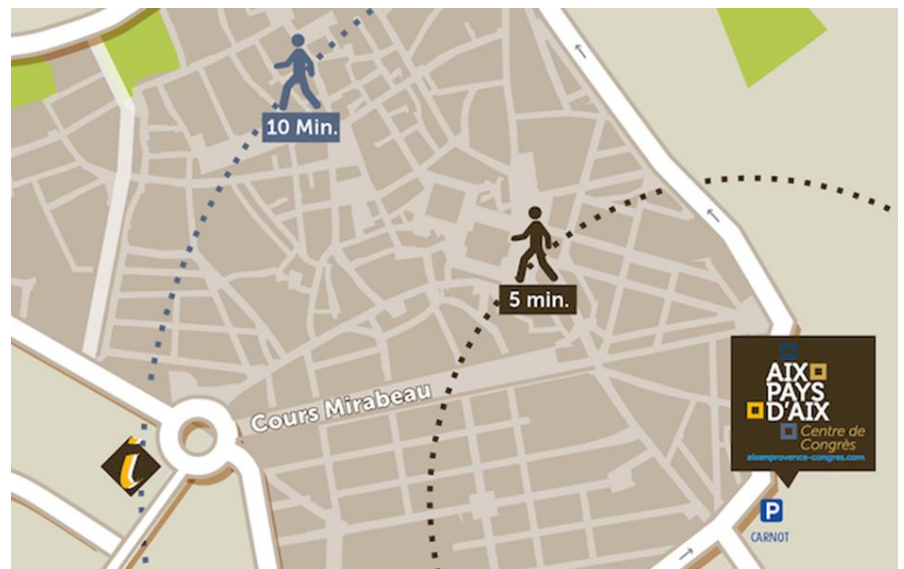 10 Min.
5 min.
Cours Mirabeau
AIX
PAYS
D'AIX
Centre de
Congrès
aixenprovence-congres.com
i
P
CARNOT